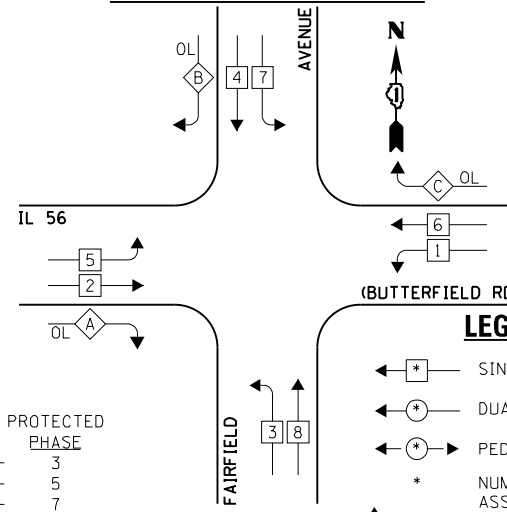 AVENUE
N
OL
B
4
7
C
OL
IL 56
6
1
5
2
(BUTTERFIELD
OL
A
LEG
*
SIN
*
DUA
*
PED
*
NUM
ASS
3
8
FAIRFIELD
PROTECTED
PHASE
3
5
7